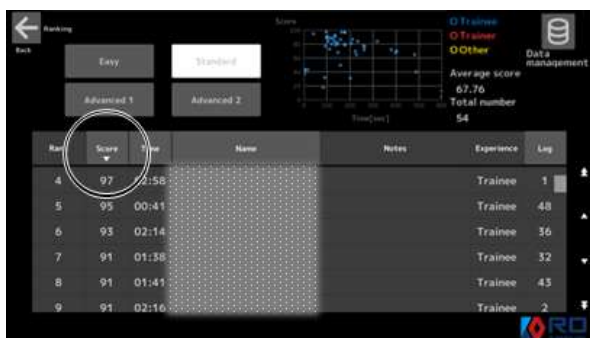 Ranking
Back
Score
Trainee
Trainer
Other
Data
management
Easy
Standard
Advanced 1
Advanced 2
Average score
67.76
Total number
54
Time[sec]
Score Name Notes Experience Log
4 97 02:58 Trainee 1
5 95 00:41 Trainee 48
6 93 02:14 Trainee 36
7 91 01:38 Trainee 32
8 91 01:41 Trainee 43
9 91 02:16 Trainee 2
RO